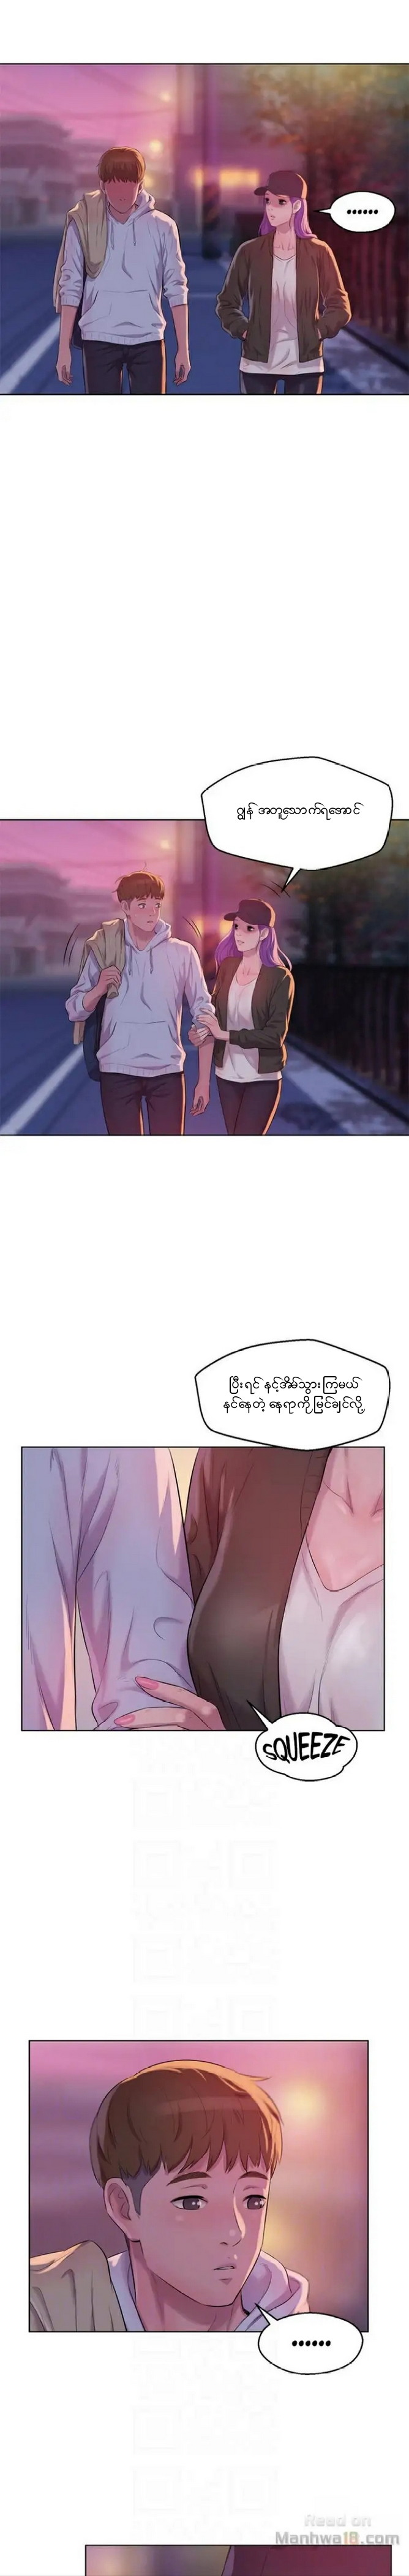 ......
ဂျွန် အတူသောက်ရအောင်
ပြီးရင် နင့်အိမ်သွားကြမယ်
နင်နေတဲ့ နေရာကို မြင်ချင်လို့
SQUEEZE
......
Read on
Manhwa18.com